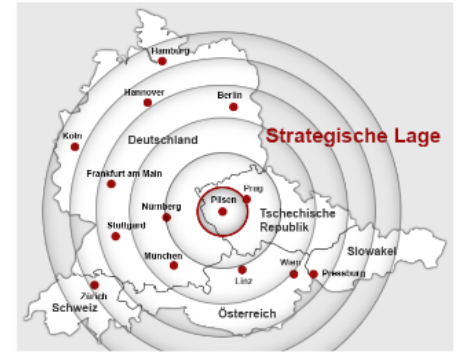 Hamburg
Hannover
Berlin
Koln
Deutschland
Strategische Lage
Frankfurt am Main
Nürnberg
Pilsen
Prag
Tschechische
Republik
Stuttgard
München
Linz
Wien
Pressburg
Slowakei
Zürich
Schweiz
Österreich